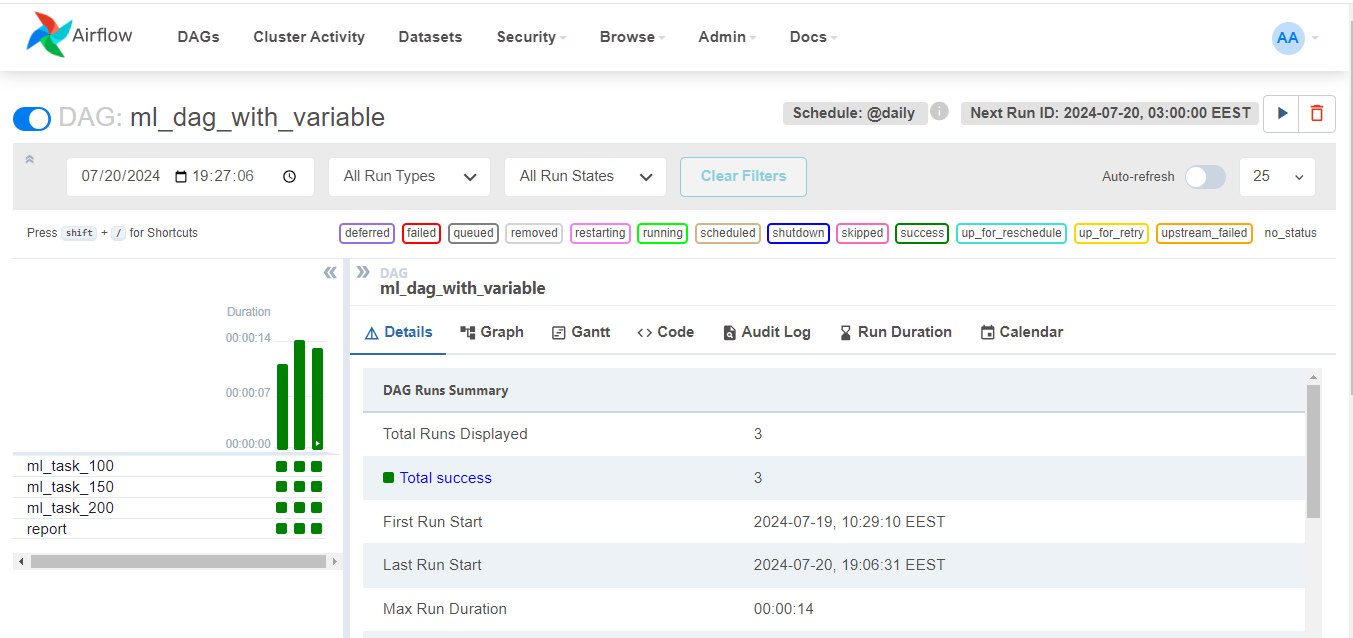 Airflow DAGs Cluster Activity Datasets Security Browse Admin Docs AA
DAG: ml_dag_with_variable Schedule: @daily i Next Run ID: 2024-07-20, 03:00:00 EEST
07/20/2024 19:27:06 All Run Types All Run States Clear Filters Auto-refresh 25
Press shift + / for Shortcuts deferred failed queued removed restarting running scheduled shutdown skipped success up_for_reschedule up_for_retry upstream_failed no_status
DAG
ml_dag_with_variable
Duration
00:00:14
00:00:07
00:00:00
ml_task_100
ml_task_150
ml_task_200
report
Details Graph Gantt Code Audit Log Run Duration Calendar
DAG Runs Summary
Total Runs Displayed 3
Total success 3
First Run Start 2024-07-19, 10:29:10 EEST
Last Run Start 2024-07-20, 19:06:31 EEST
Max Run Duration 00:00:14